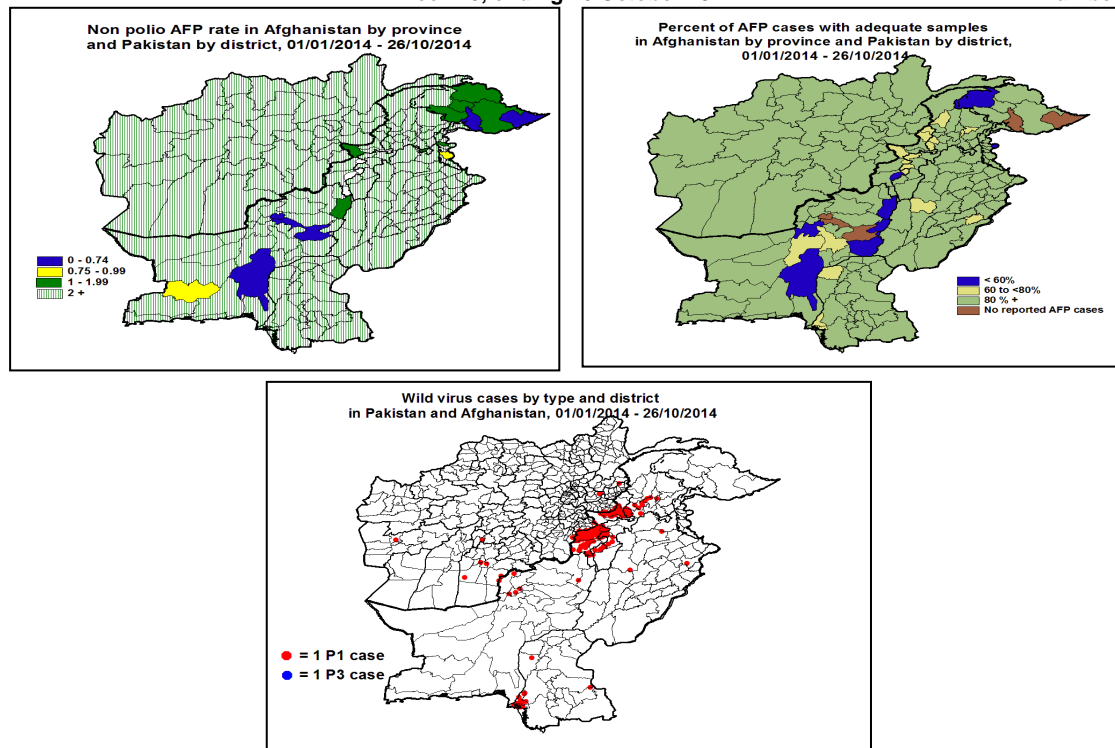 Non polio AFP rate in Afghanistan by province
and Pakistan by district, 01/01/2014 - 26/10/2014
0 - 0.74
0.75 - 0.99
1 - 1.99
2 +
Percent of AFP cases with adequate samples
in Afghanistan by province and Pakistan by district,
01/01/2014 - 26/10/2014
< 60%
60 to <80%
80 % +
No reported AFP cases
Wild virus cases by type and district
in Pakistan and Afghanistan, 01/01/2014 - 26/10/2014
= 1 P1 case
= 1 P3 case